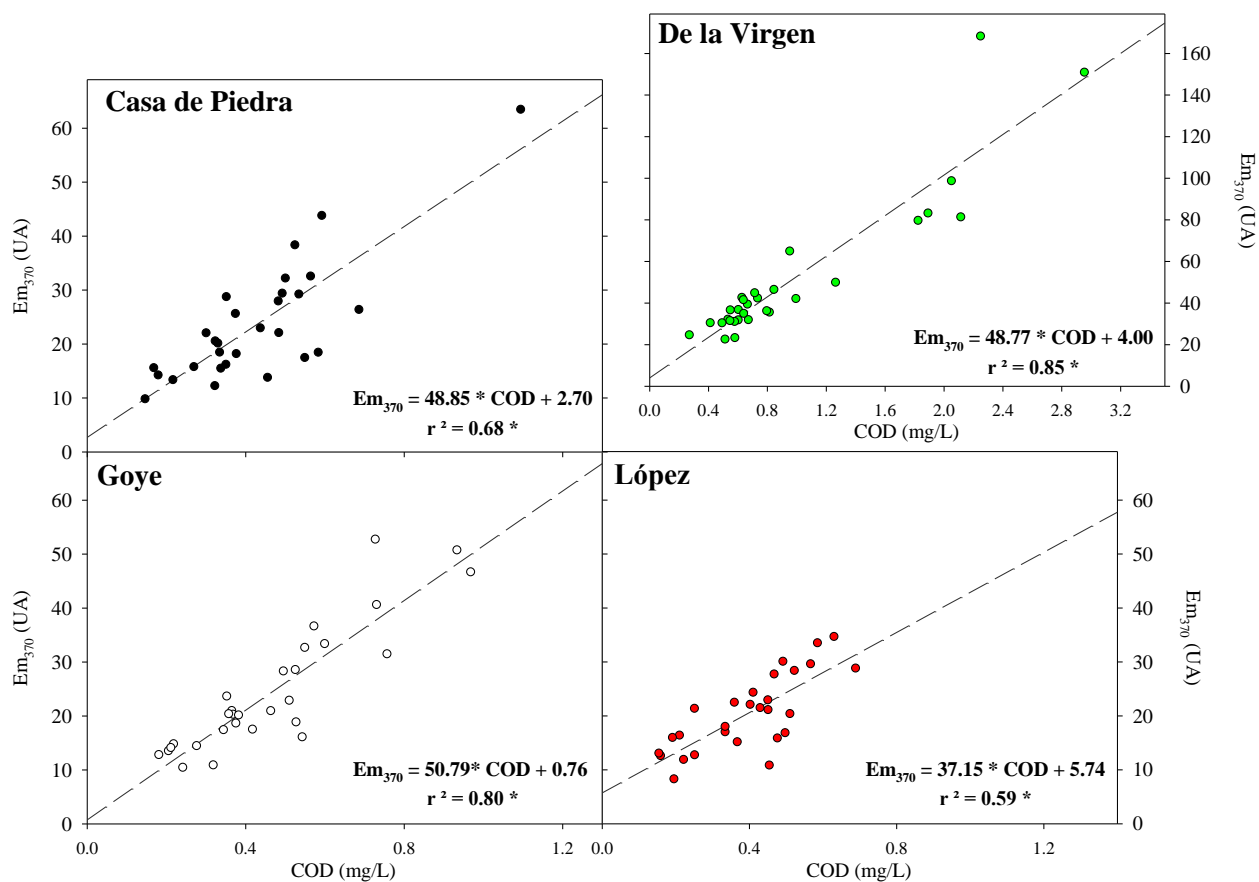 Casa de Piedra
60
50
40
30
20
10
0
Em370 (UA)
Em370 = 48.85 * COD + 2.70
r ² = 0.68 *
De la Virgen
160
140
120
100
80
60
40
20
0
Em370 (UA)
Em370 = 48.77 * COD + 4.00
r ² = 0.85 *
0.0 0.4 0.8 1.2 1.6 2.0 2.4 2.8 3.2
COD (mg/L)
Goye
60
50
40
30
20
10
0
Em370 (UA)
Em370 = 50.79* COD + 0.76
r ² = 0.80 *
0.0 0.4 0.8 1.2
COD (mg/L)
López
60
50
40
30
20
10
0
Em370 (UA)
Em370 = 37.15 * COD + 5.74
r ² = 0.59 *
0.0 0.4 0.8 1.2
COD (mg/L)